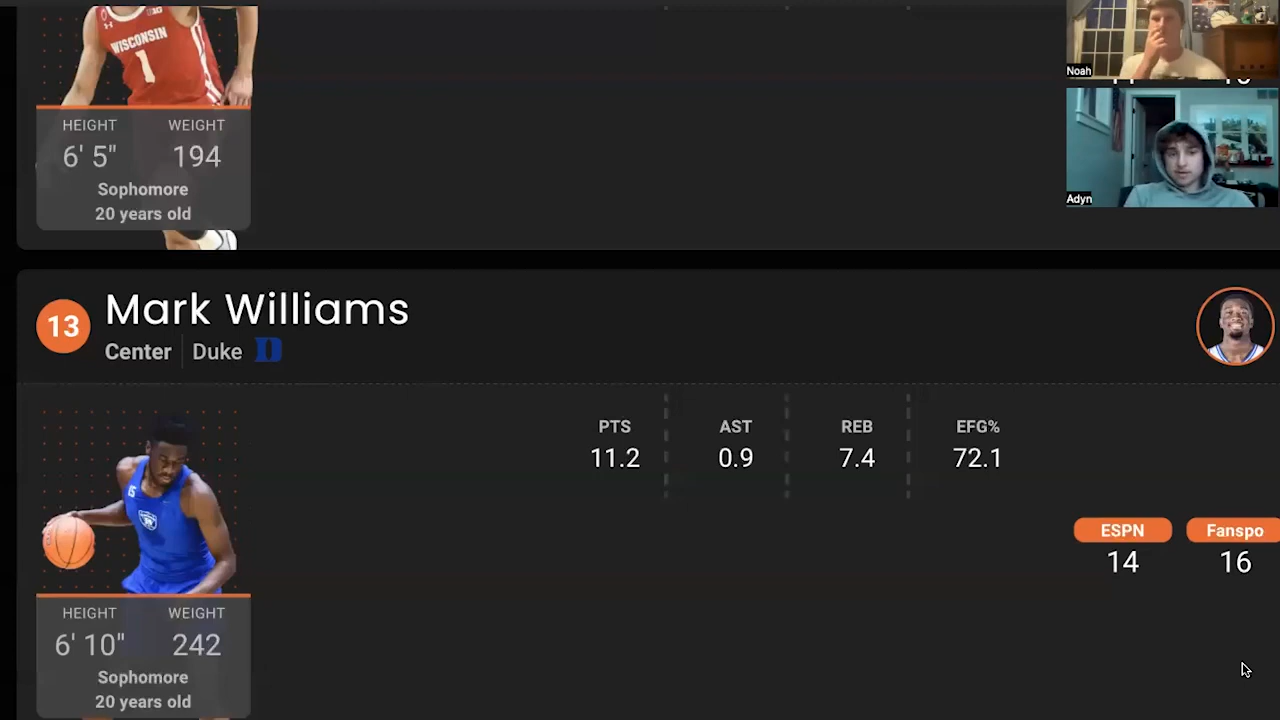 WISCONSIN
1
HEIGHT WEIGHT
6' 5" 194
Sophomore
20 years old
Noah
Adyn
13
Mark Williams
Center Duke D
PTS AST REB EFG%
11.2 0.9 7.4 72.1
ESPN Fanspo
14 16
15
HEIGHT WEIGHT
6' 10" 242
Sophomore
20 years old